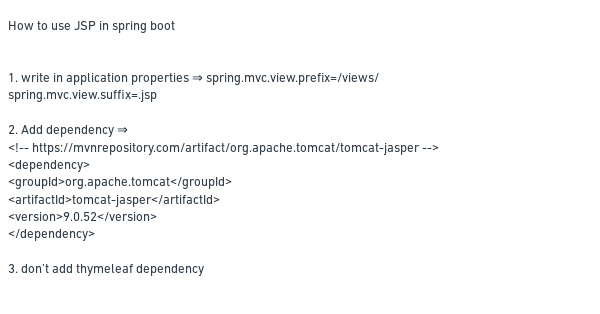 How to use JSP in spring boot
1. write in application properties ⇒ spring.mvc.view.prefix=/views/
spring.mvc.view.suffix=.jsp
2. Add dependency ⇒
<!-- https://mvnrepository.com/artifact/org.apache.tomcat/tomcat-jasper -->
<dependency>
<groupId>org.apache.tomcat</groupId>
<artifactId>tomcat-jasper</artifactId>
<version>9.0.52</version>
</dependency>
3. don't add thymeleaf dependency